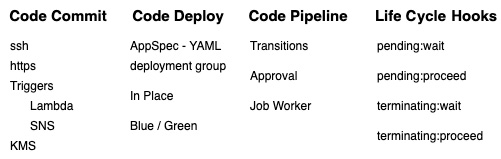 Code Commit
ssh
https
Triggers
Lambda
SNS
KMS
Code Deploy
AppSpec - YAML
deployment group
In Place
Blue / Green
Code Pipeline
Transitions
Approval
Job Worker
Life Cycle Hooks
pending:wait
pending:proceed
terminating:wait
terminating:proceed